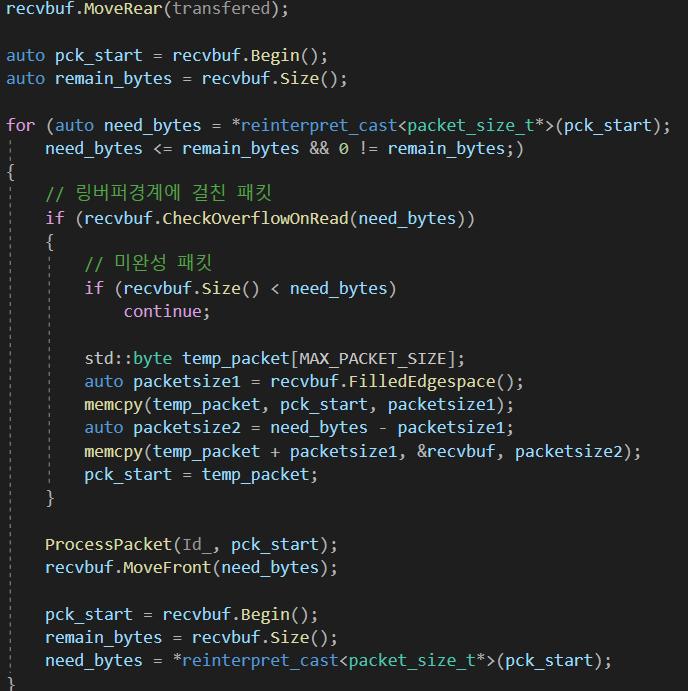 recvbuf.MoveRear(transfered);
auto pck_start = recvbuf.Begin();
auto remain_bytes = recvbuf.Size();
for (auto need_bytes = *reinterpret_cast<packet_size_t*>(pck_start);
need_bytes <= remain_bytes && 0 != remain_bytes;)
{
// 링버퍼경계에 걸친 패킷
if (recvbuf.CheckOverflowOnRead(need_bytes))
{
// 미완성 패킷
if (recvbuf.Size() < need_bytes)
continue;
std::byte temp_packet[MAX_PACKET_SIZE];
auto packetsize1 = recvbuf.FilledEdgespace();
memcpy(temp_packet, pck_start, packetsize1);
auto packetsize2 = need_bytes - packetsize1;
memcpy(temp_packet + packetsize1, &recvbuf, packetsize2);
pck_start = temp_packet;
}
ProcessPacket(Id_, pck_start);
recvbuf.MoveFront(need_bytes);
pck_start = recvbuf.Begin();
remain_bytes = recvbuf.Size();
need_bytes = *reinterpret_cast<packet_size_t*>(pck_start);
}